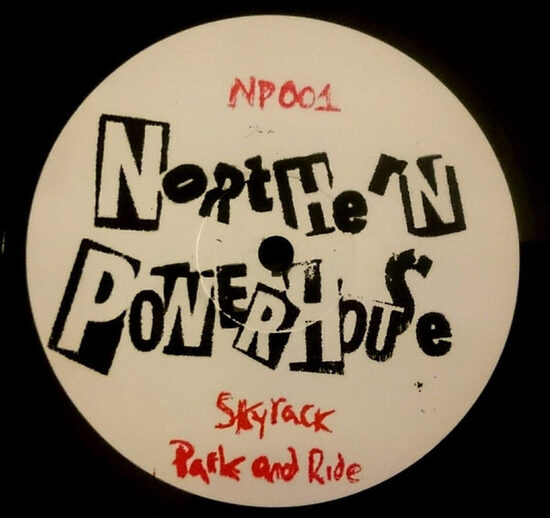 NP001
NORtHe'N
POWERHOUSe
Skyrack
Park and Ride